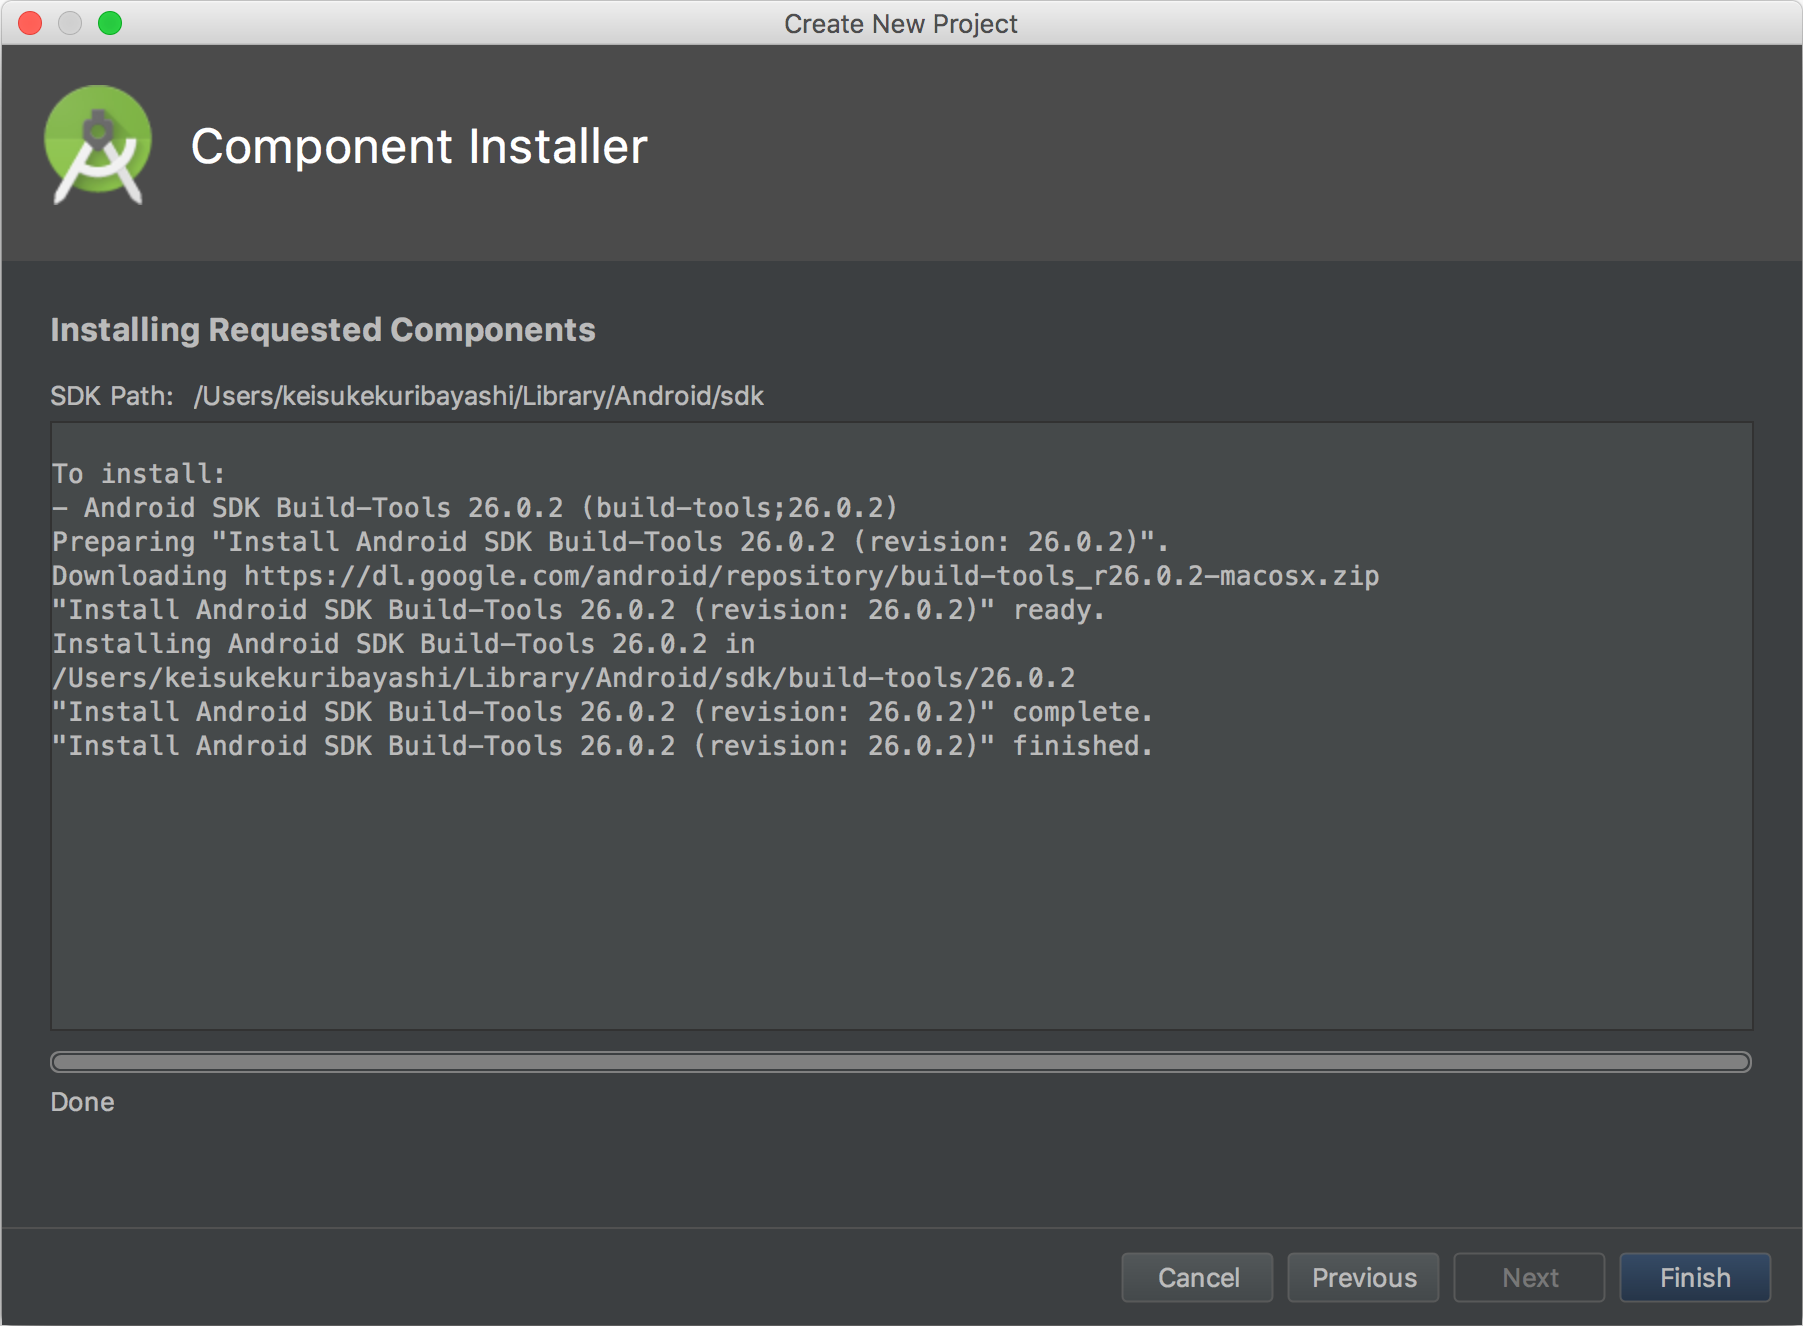 Create New Project
Component Installer
Installing Requested Components
SDK Path: /Users/keisukekuribayashi/Library/Android/sdk
To install:
- Android SDK Build-Tools 26.0.2 (build-tools;26.0.2)
Preparing "Install Android SDK Build-Tools 26.0.2 (revision: 26.0.2)".
Downloading https://dl.google.com/android/repository/build-tools_r26.0.2-macosx.zip
"Install Android SDK Build-Tools 26.0.2 (revision: 26.0.2)" ready.
Installing Android SDK Build-Tools 26.0.2 in
/Users/keisukekuribayashi/Library/Android/sdk/build-tools/26.0.2
"Install Android SDK Build-Tools 26.0.2 (revision: 26.0.2)" complete.
"Install Android SDK Build-Tools 26.0.2 (revision: 26.0.2)" finished.
Done
Cancel Previous Next Finish